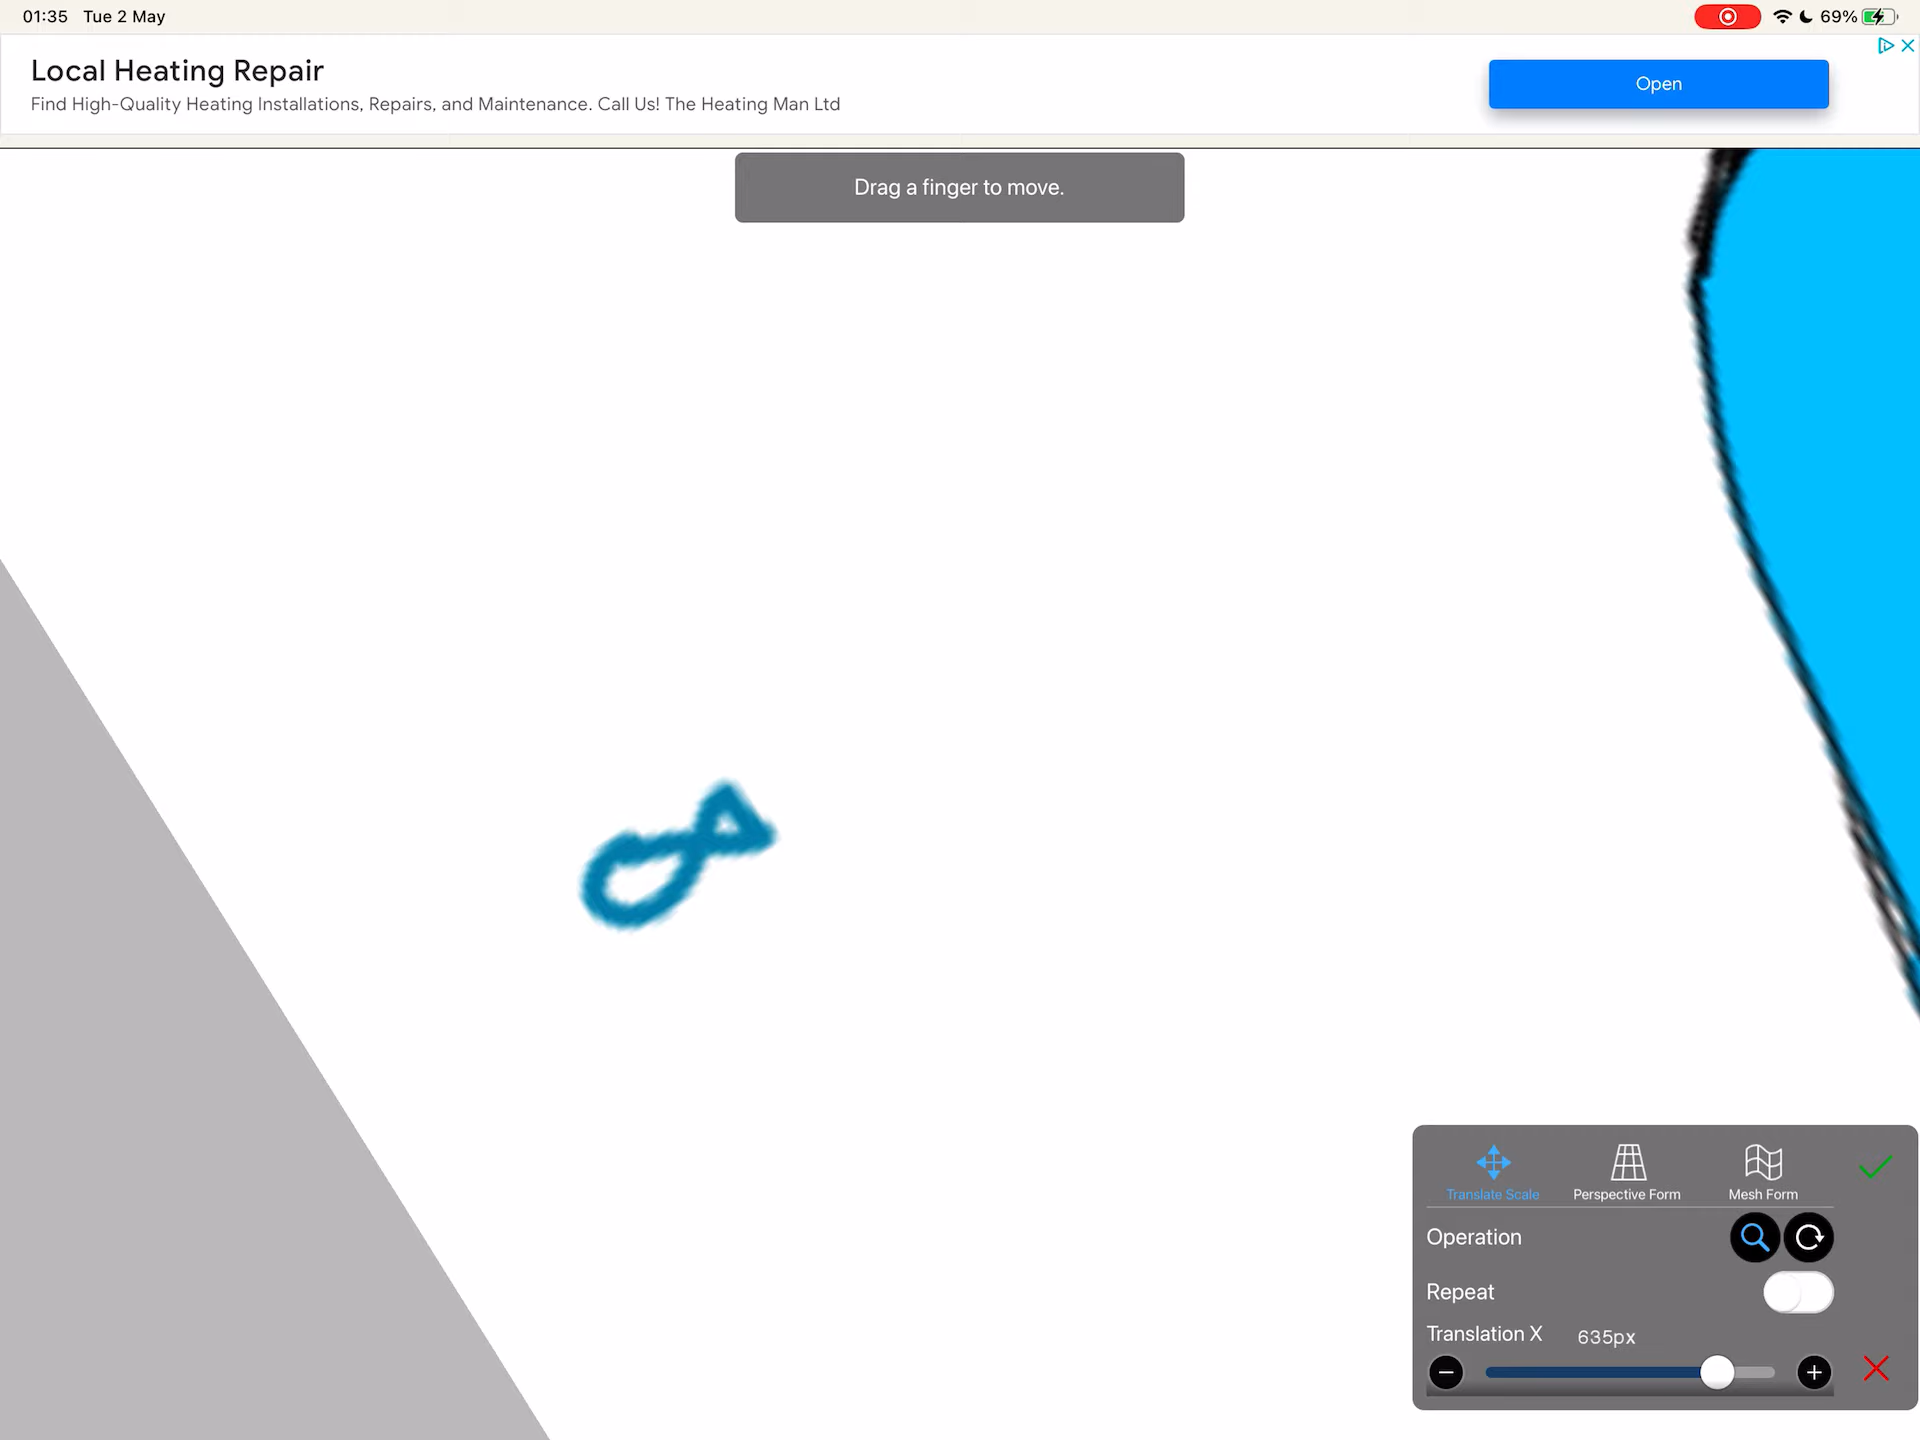 01:35 Tue 2 May 69%
Local Heating Repair
Find High-Quality Heating Installations, Repairs, and Maintenance. Call Us! The Heating Man Ltd
Open
Drag a finger to move.
Translate Scale Perspective Form Mesh Form
Operation
Repeat
Translation X 635px